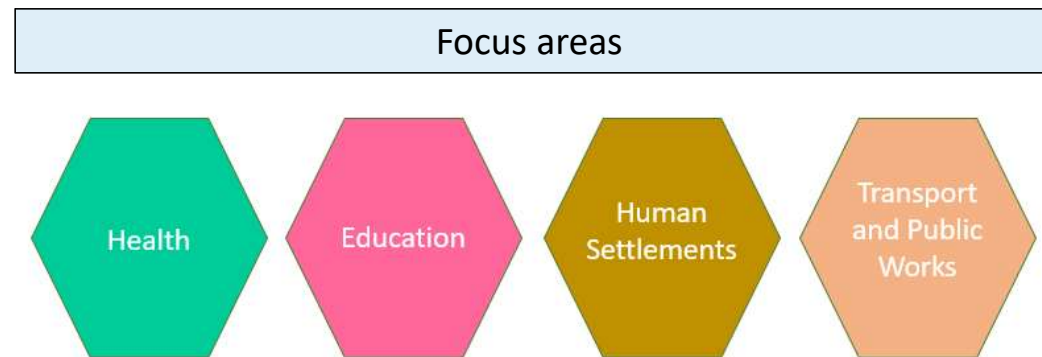 Focus areas
Health
Education
Human
Settlements
Transport
and Public
Works